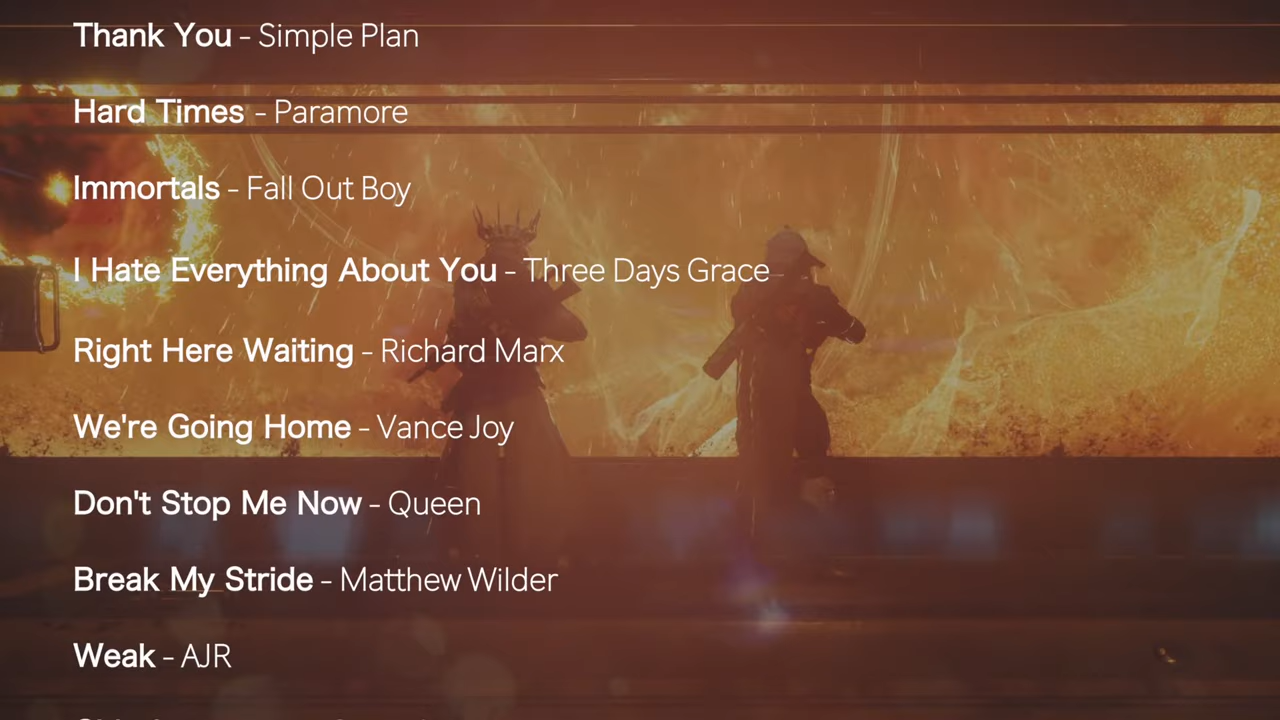 Thank You - Simple Plan
Hard Times - Paramore
Immortals - Fall Out Boy
I Hate Everything About You - Three Days Grace
Right Here Waiting - Richard Marx
We're Going Home - Vance Joy
Don't Stop Me Now - Queen
Break My Stride - Matthew Wilder
Weak - AJR